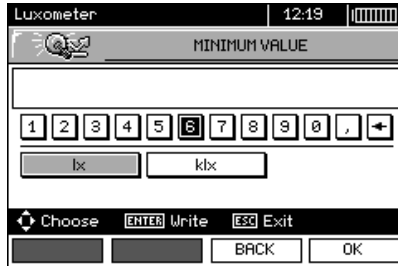 Luxometer 12:19
MINIMUM VALUE
1 2 3 4 5 6 7 8 9 0 ,
lx klx
Choose ENTER Write ESC Exit
BACK OK